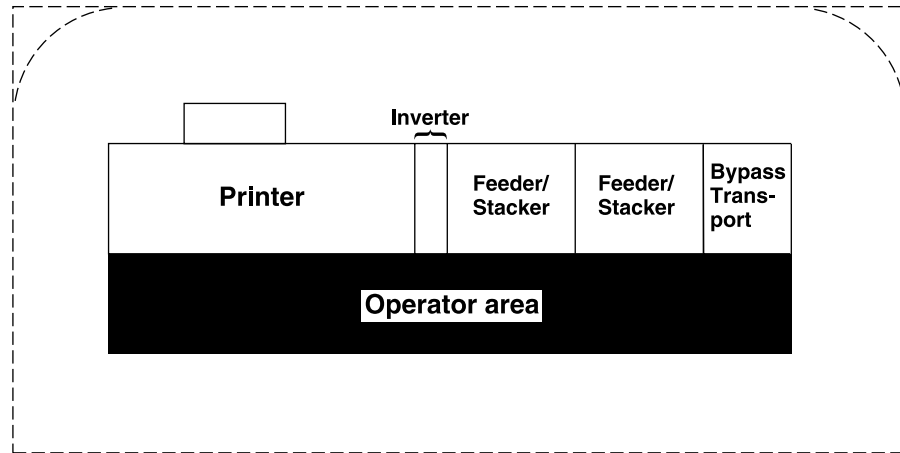 Inverter
Printer
Feeder/
Stacker
Feeder/
Stacker
Bypass
Trans-
port
Operator area